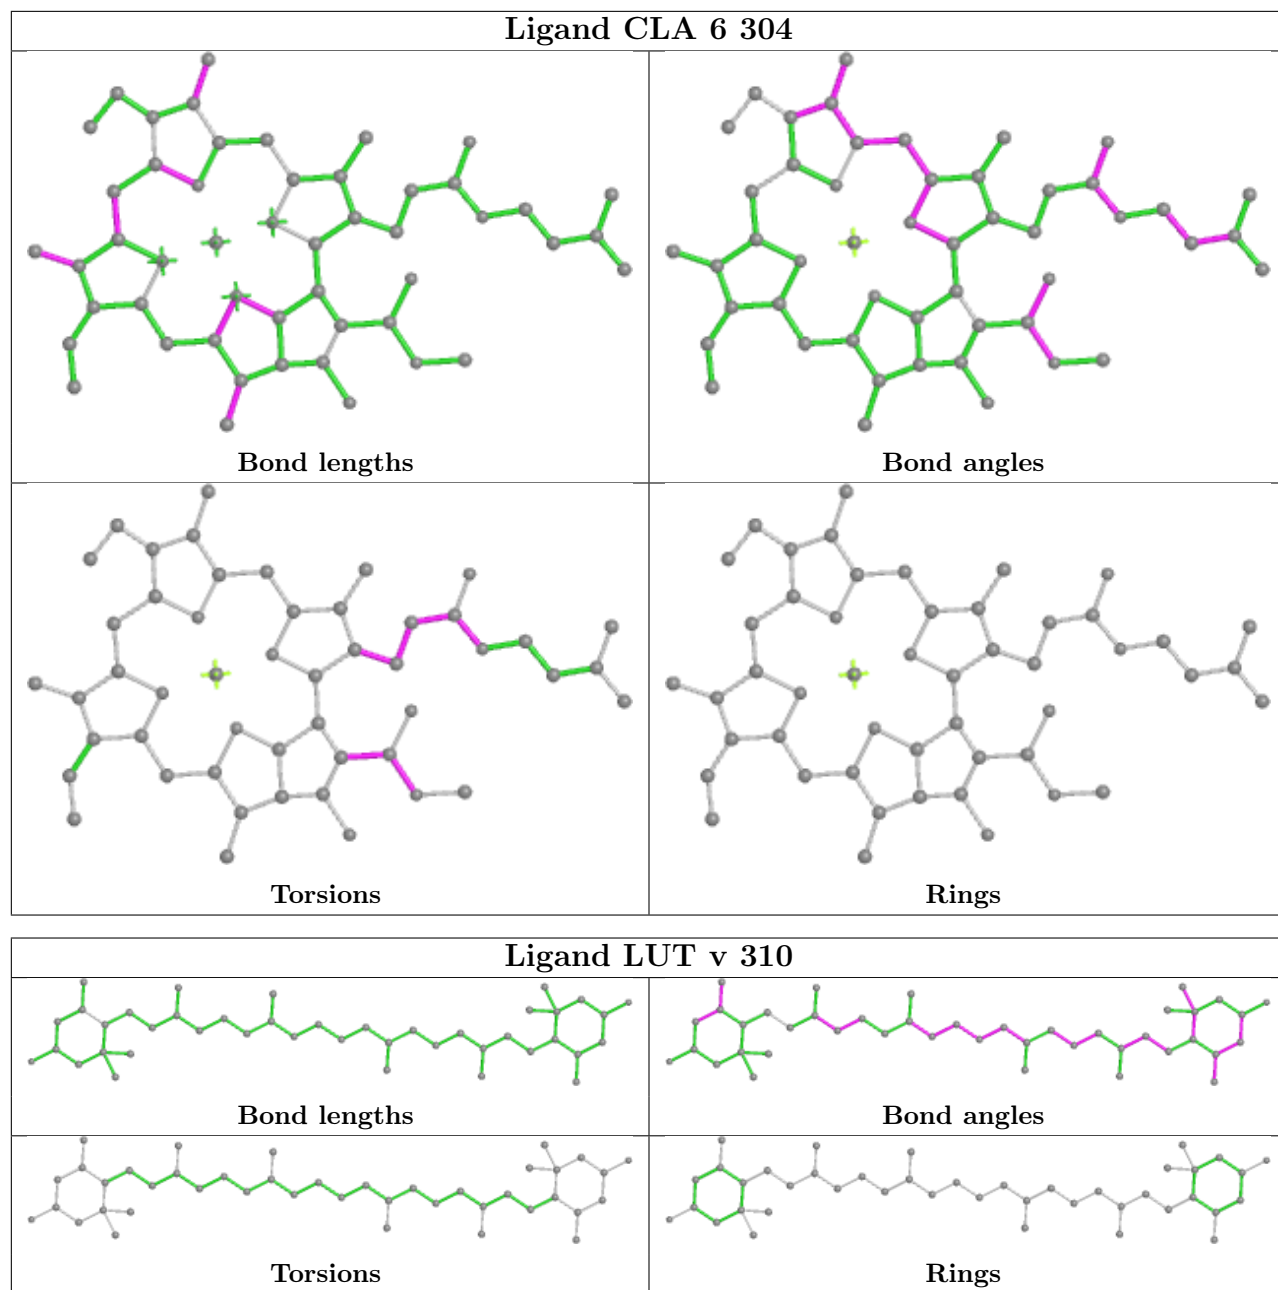 Ligand CLA 6 304
Bond lengths
Bond angles
Torsions
Rings
Ligand LUT v 310
Bond lengths
Bond angles
Torsions
Rings